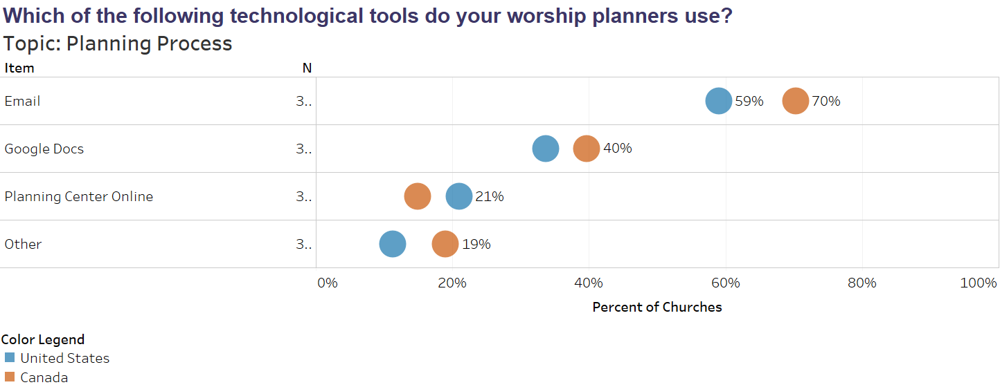 Which of the following technological tools do your worship planners use?
Topic: Planning Process
Item N
Email 3.. 59% 70%
Google Docs 3.. 40%
Planning Center Online 3.. 21%
Other 3.. 19%
0% 20% 40% 60% 80% 100%
Percent of Churches
Color Legend
United States
Canada